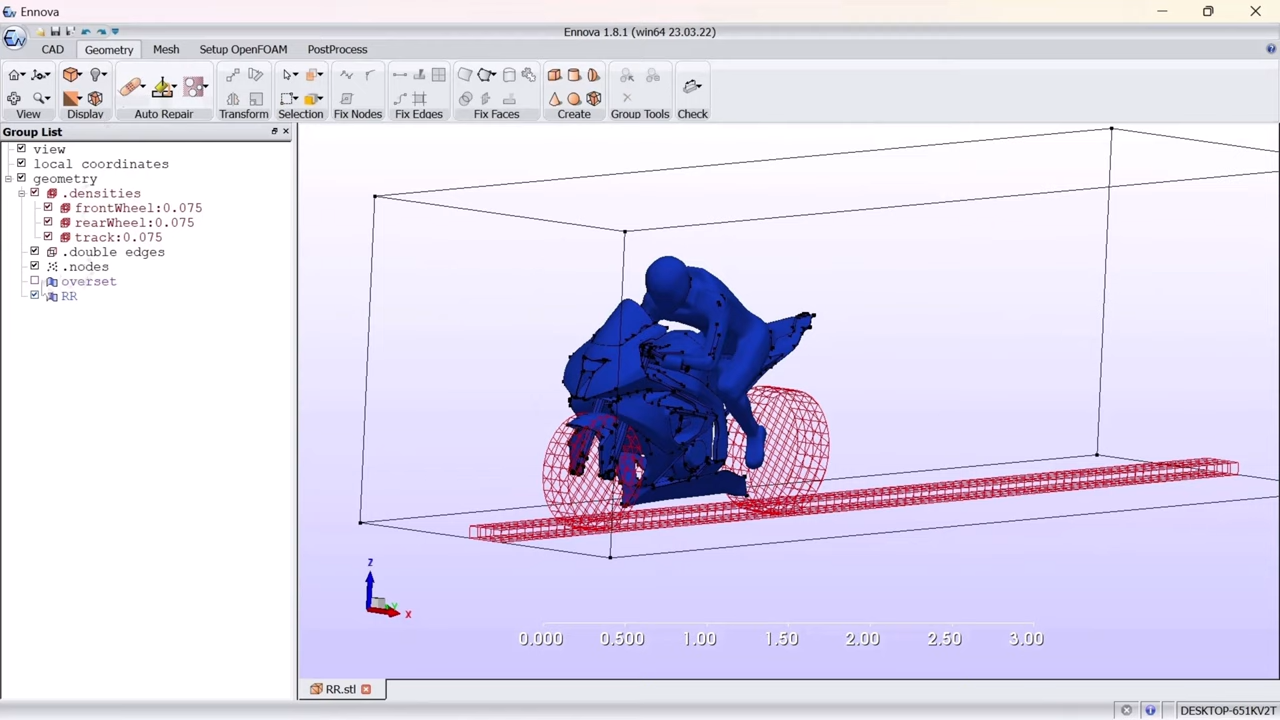 Ennova
Ennova 1.8.1 (win64 23.03.22)
CAD Geometry Mesh Setup OpenFOAM PostProcess
View Display Auto Repair Transform Selection Fix Nodes Fix Edges Fix Faces Create Group Tools Check
Group List
view
local coordinates
geometry
.densities
frontWheel:0.075
rearWheel:0.075
track:0.075
.double edges
.nodes
overset
RR
Z
Y
X
0.000 0.500 1.00 1.50 2.00 2.50 3.00
RR.stl
DESKTOP-651KV2T